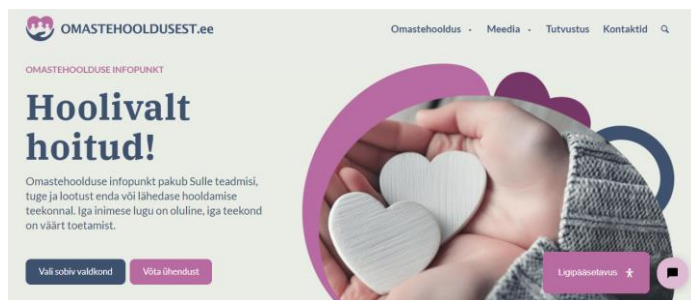 OMASTEHOOLDUSEST.ee
Omastehooldus Meedia Tutvustus Kontaktid
OMASTEHOOLDUSE INFOPUNKT
Hoolivalt
hoitud!
Omastehoolduse infopunkt pakub Sulle teadmisi,
tuge ja lootust enda või lähedase hooldamise
teekonnal. Iga inimese lugu on oluline, iga teekond
on väärt toetamist.
Vali sobiv valdkond Võta ühendust
Ligipääsetavus